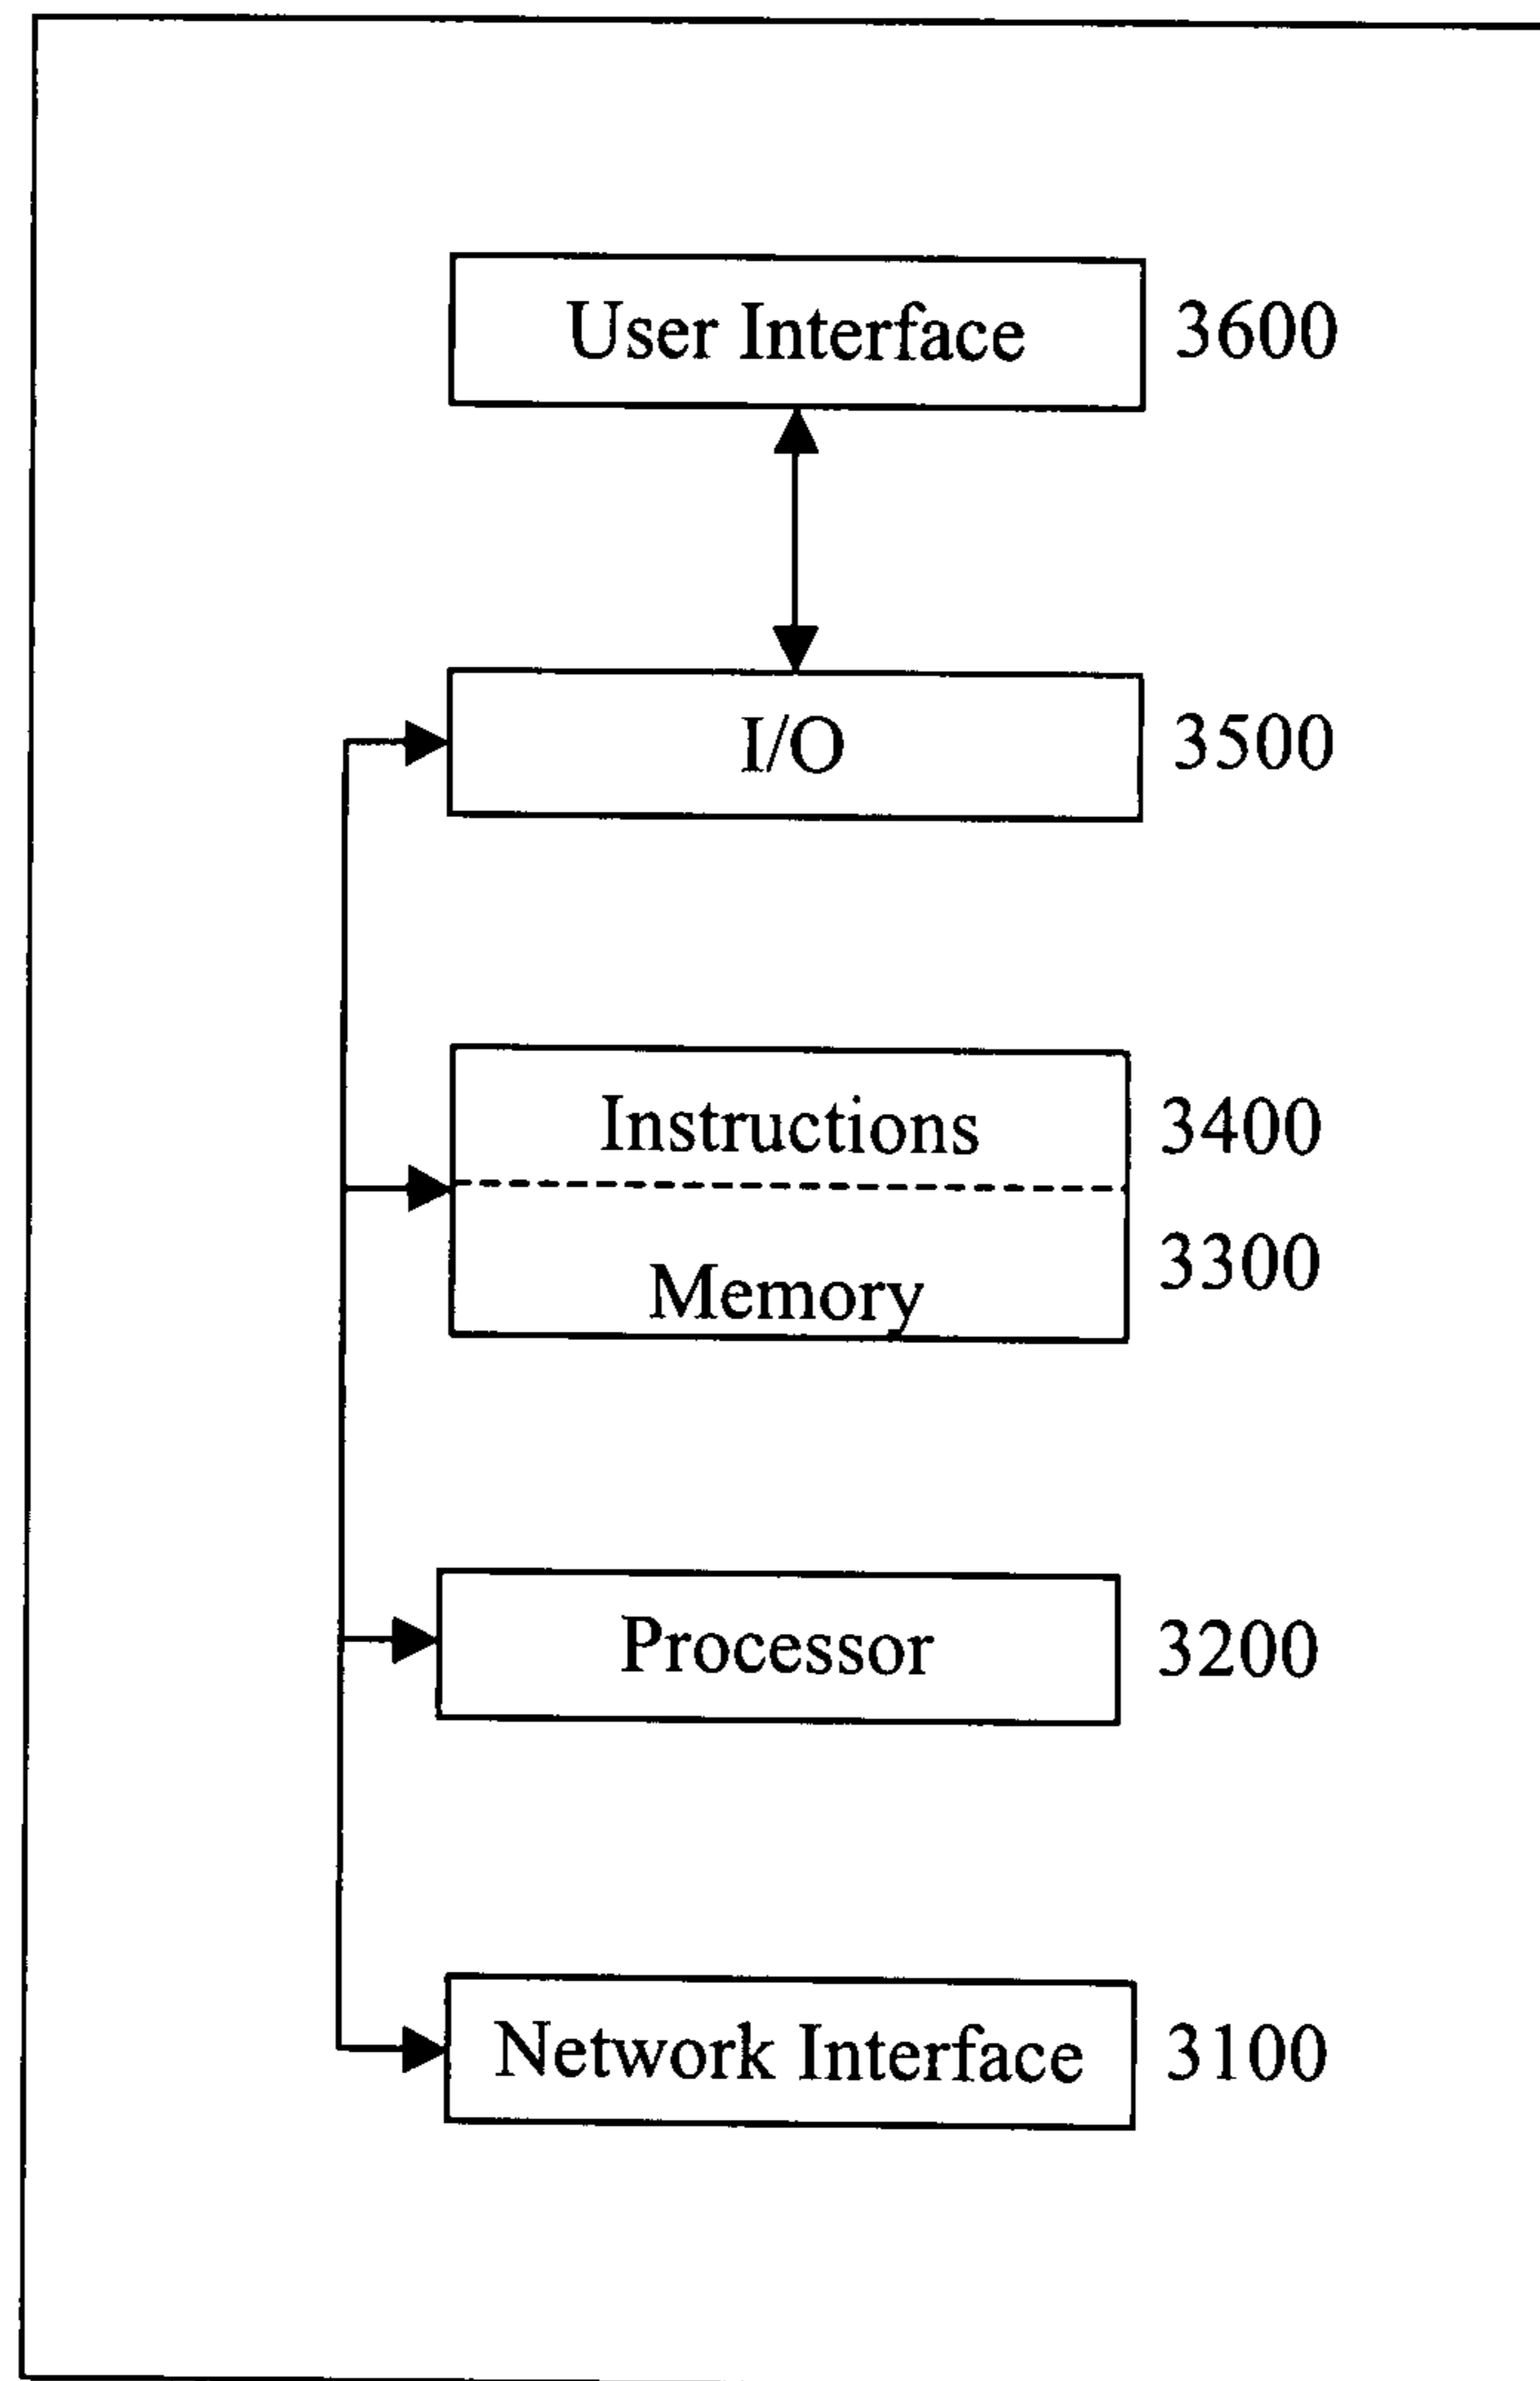 User Interface 3600
I/O 3500
Instructions 3400
Memory 3300
Processor 3200
Network Interface 3100